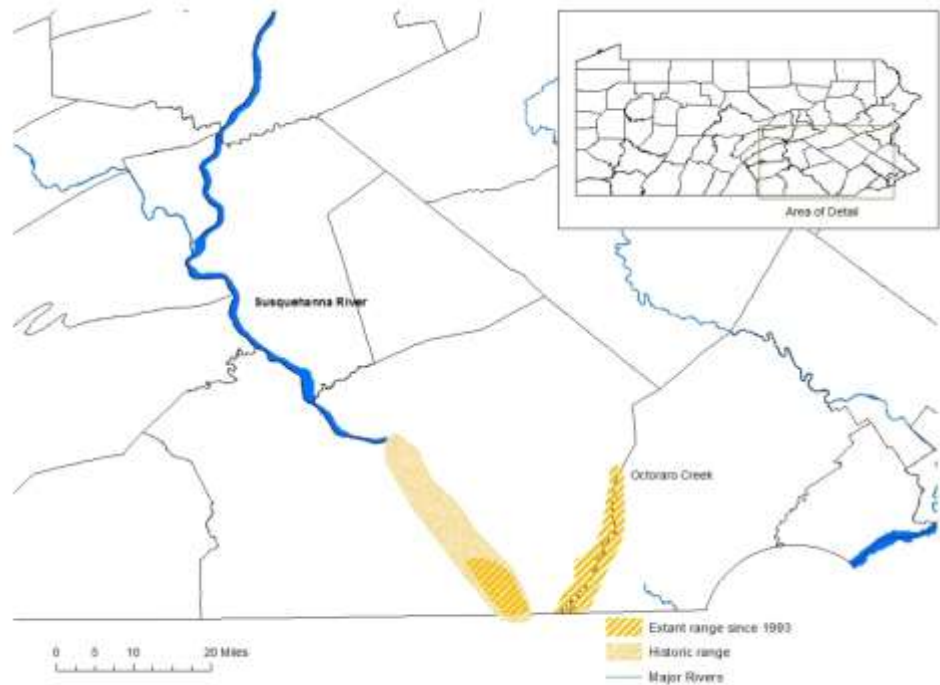 Area of Detail
Susquehanna River
Octoraro Creek
Extant range since 1993
Historic range
Major Rivers
0 5 10 20 Miles